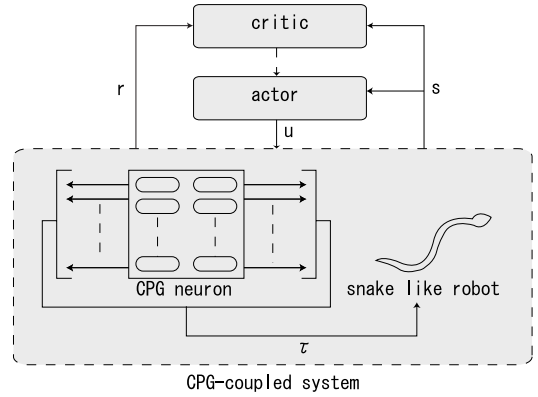 critic
r
actor
s
u
CPG neuron
snake like robot
τ
CPG-coupled system